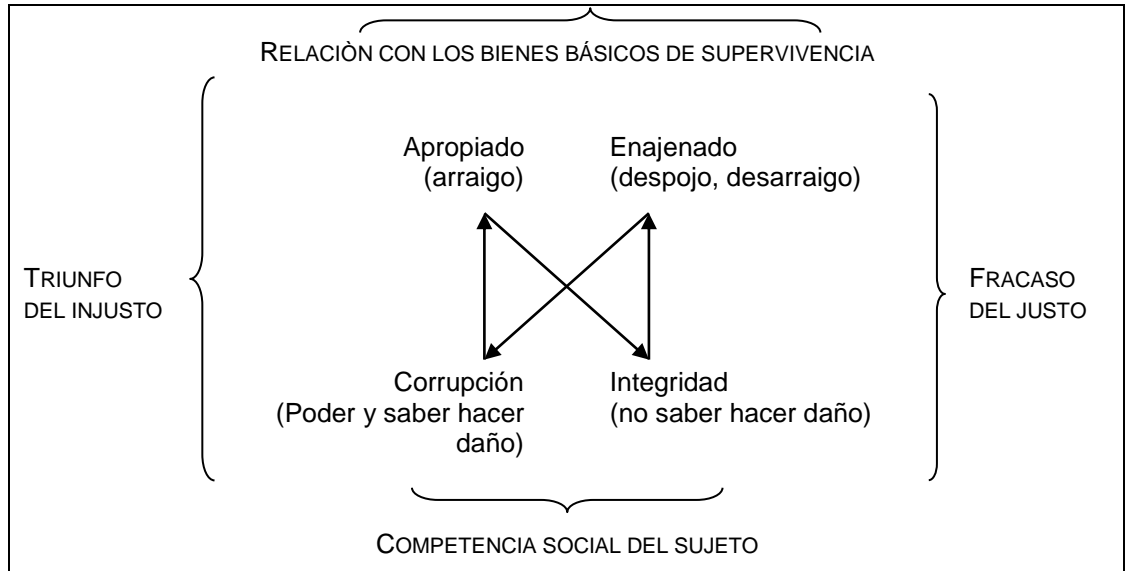 RELACIÒN CON LOS BIENES BÁSICOS DE SUPERVIVENCIA
Apropiado
(arraigo)
Enajenado
(despojo, desarraigo)
TRIUNFO
DEL INJUSTO
FRACASO
DEL JUSTO
Corrupción
(Poder y saber hacer
daño)
Integridad
(no saber hacer daño)
COMPETENCIA SOCIAL DEL SUJETO